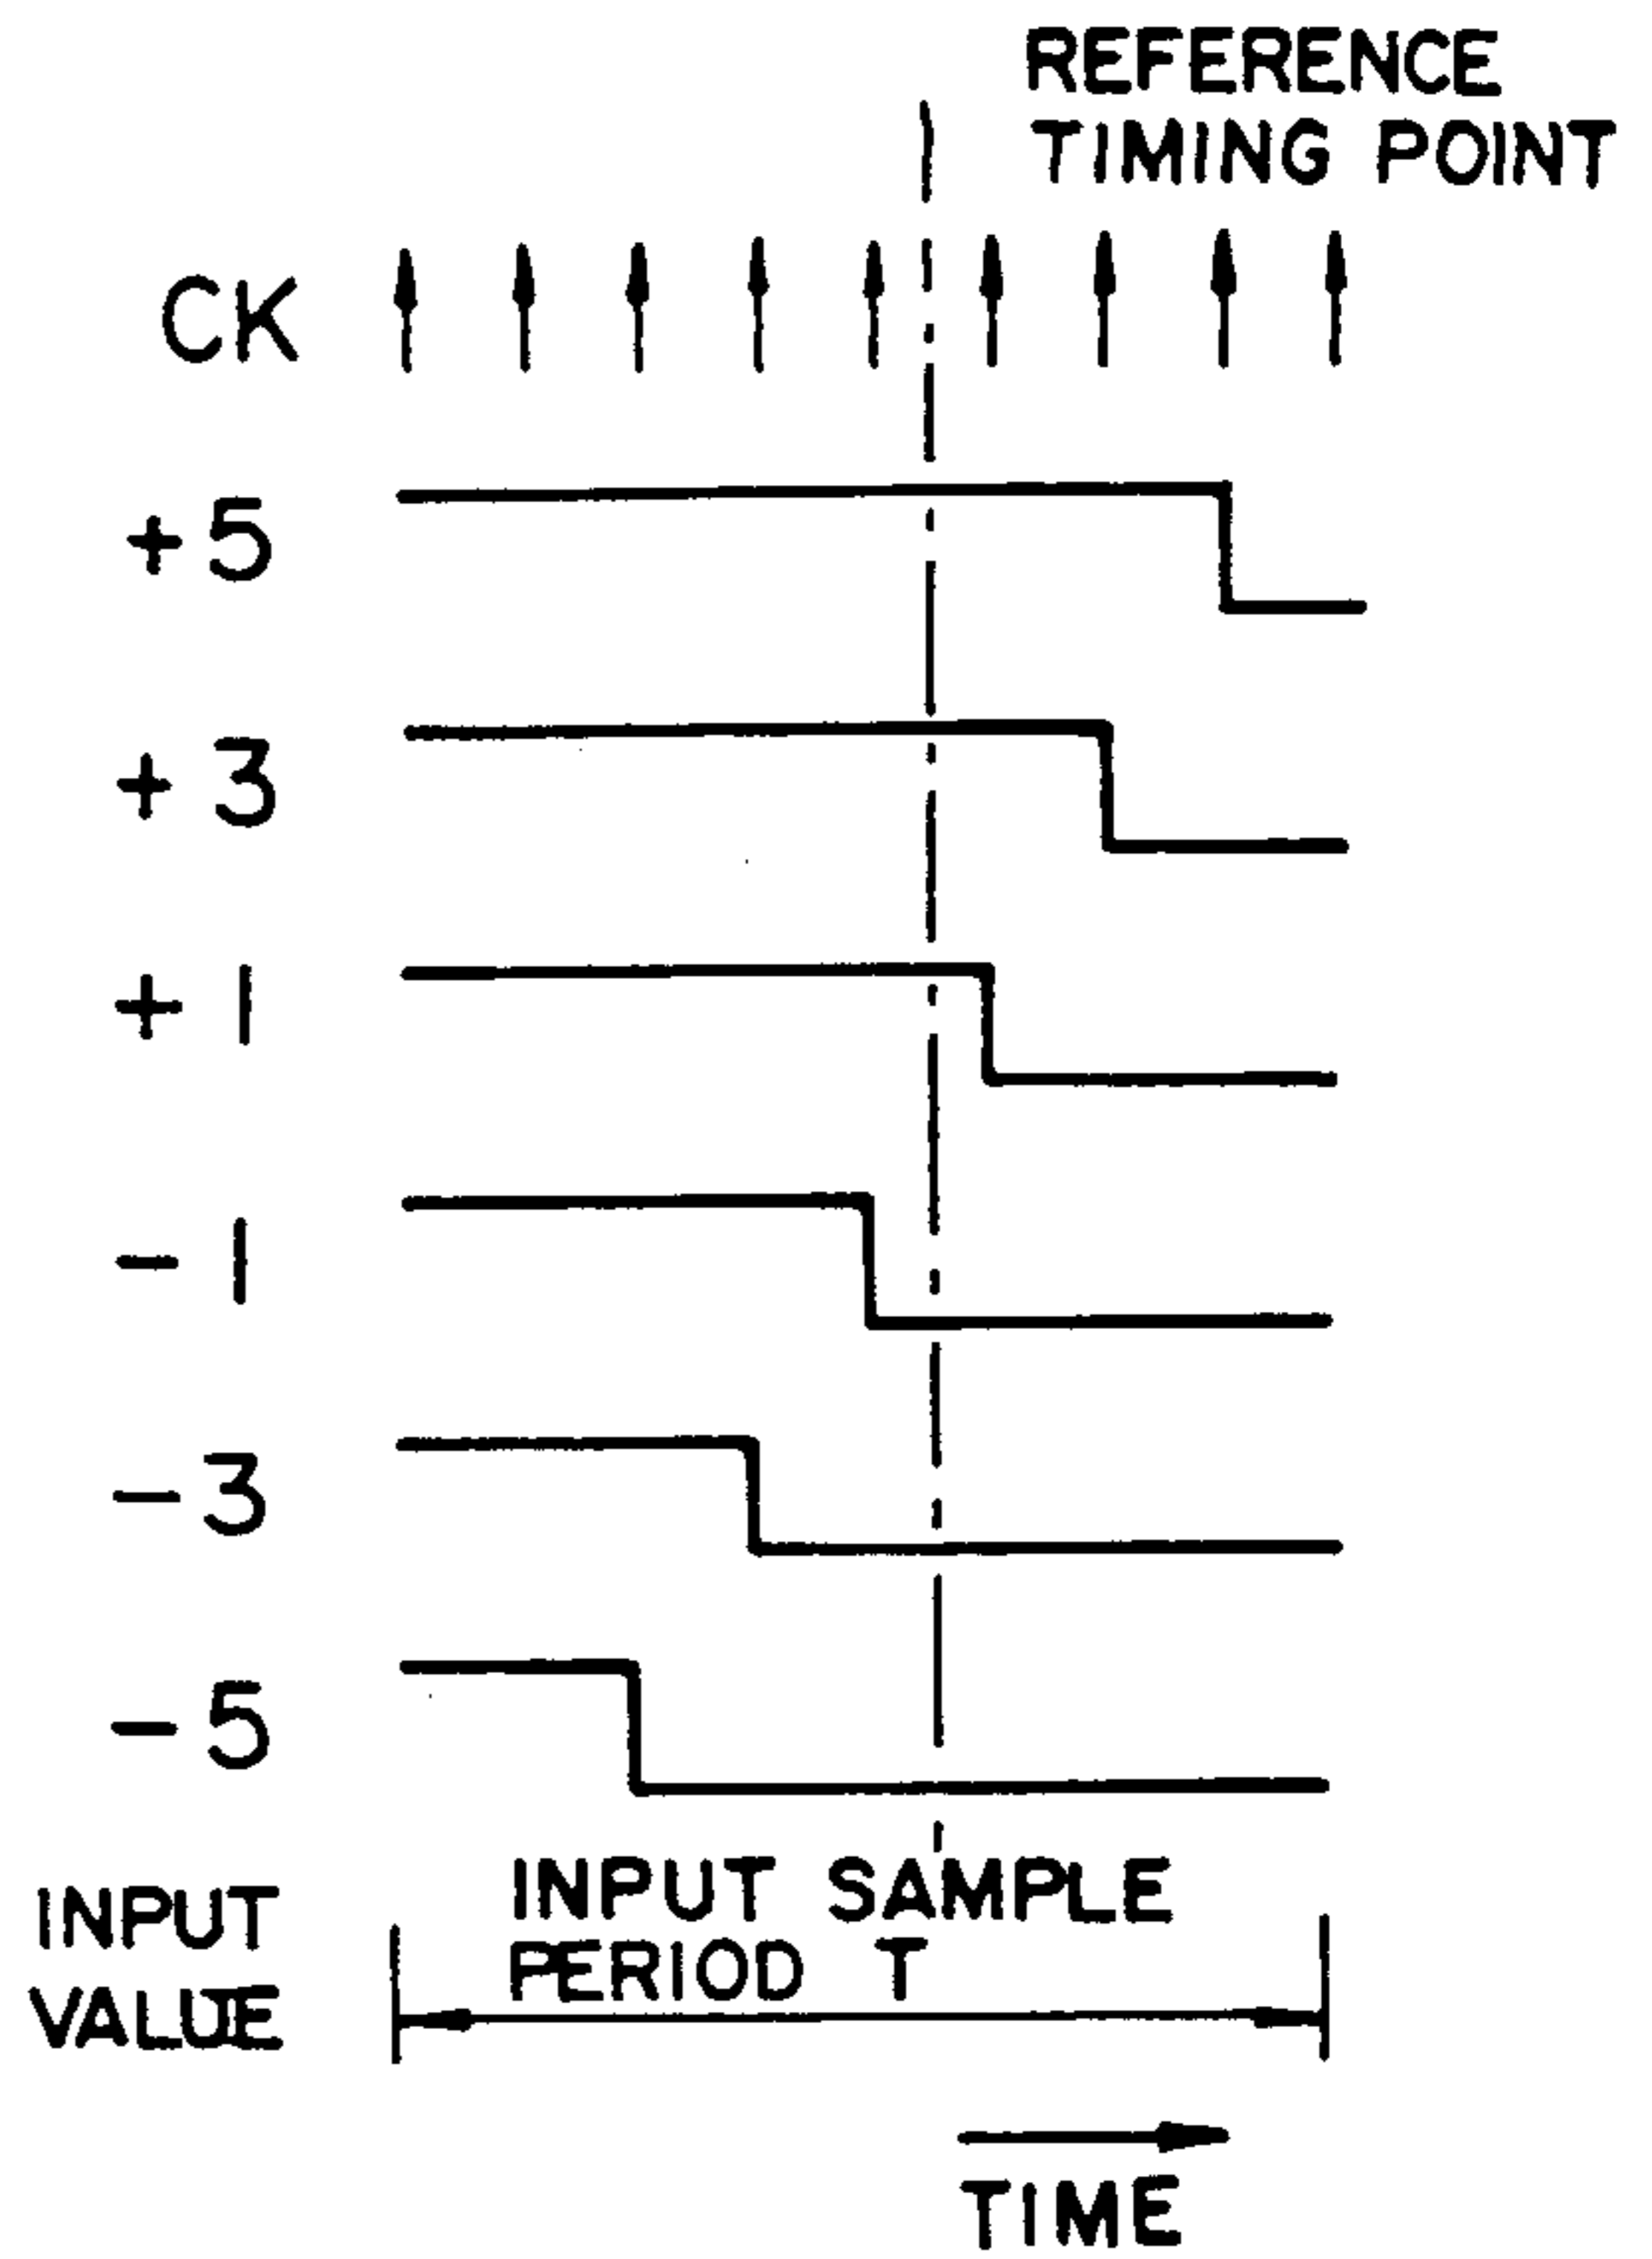 REFERENCE
TIMING POINT
CK
+5
+3
+1
-1
-3
-5
INPUT
VALUE
INPUT SAMPLE
PERIOD T
TIME